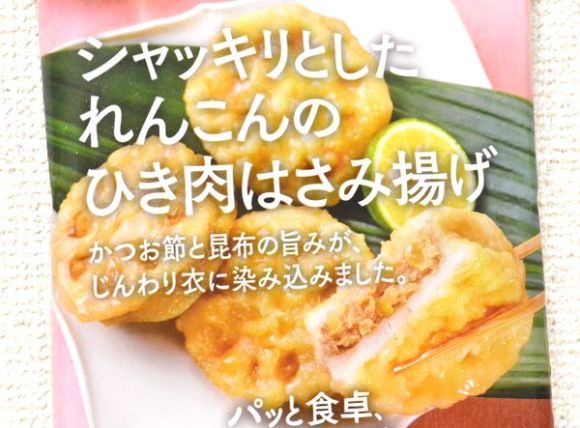 シャッキリとした
れんこんの
ひき肉はさみ揚げ
かつお節と昆布の旨みが、
じんわり衣に染み込みました。
パッと食卓、